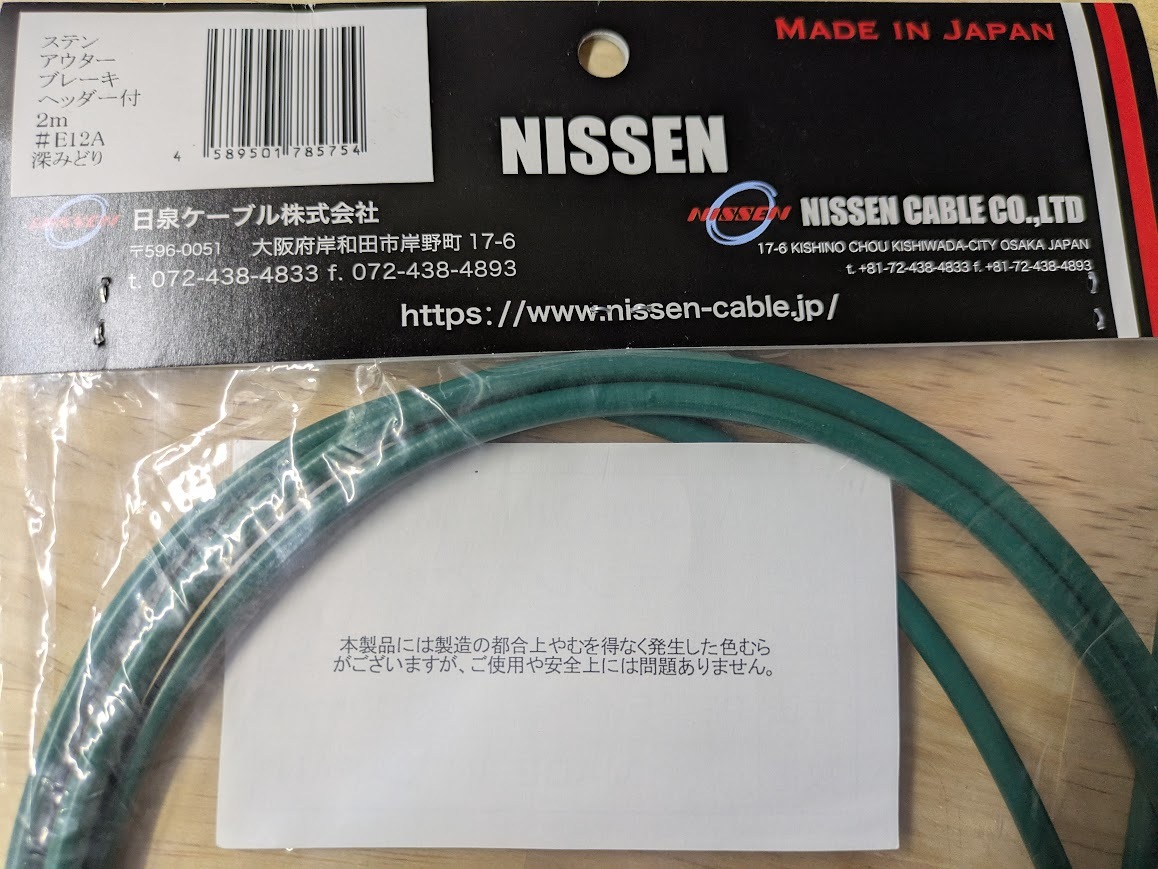 ステン
アウター
ブレーキ
ヘッダー付
2m
#E12A
深みどり
4 589501 785754
MADE IN JAPAN
NISSEN
NISSEN
日泉ケーブル株式会社
〒596-0051 大阪府岸和田市岸野町 17-6
t. 072-438-4833 f. 072-438-4893
NISSEN NISSEN CABLE CO.,LTD
17-6 KISHINO CHOU KISHIWADA-CITY OSAKA JAPAN
t. +81-72-438-4833 f. +81-72-438-4893
https://www.nissen-cable.jp/
本製品には製造の都合上やむを得なく発生した色むら
がございますが、ご使用や安全上には問題ありません。